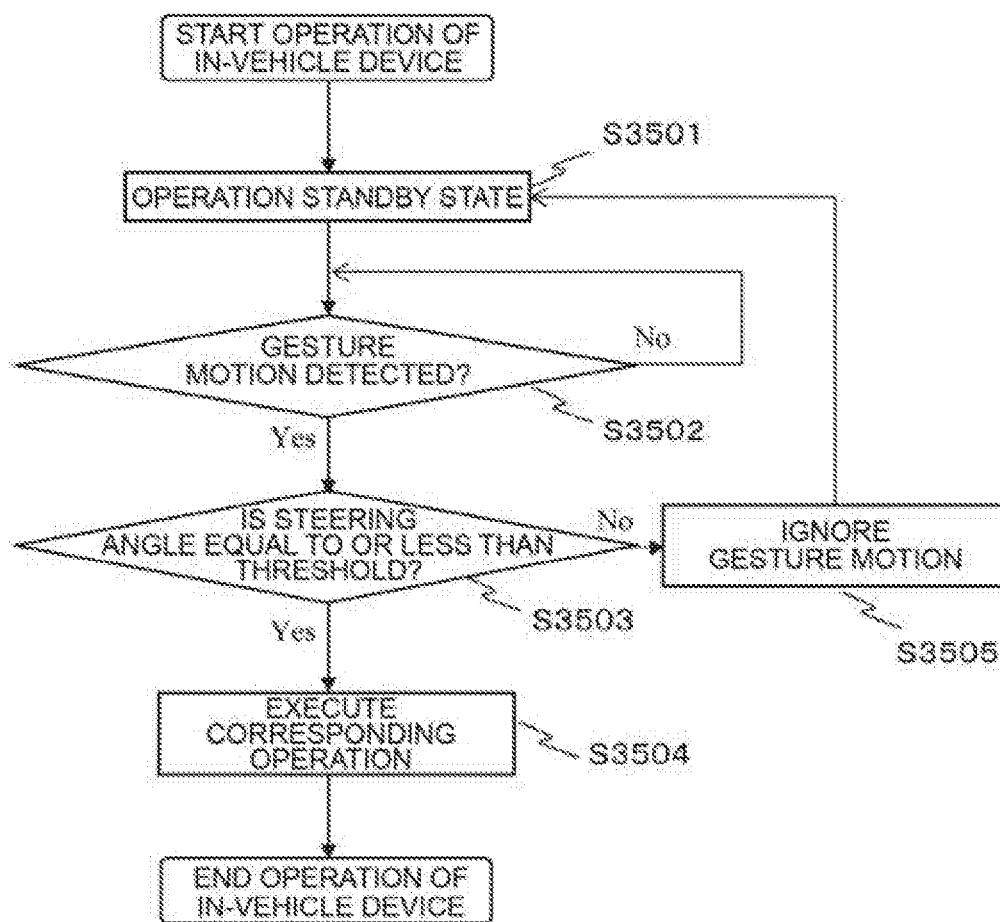 START OPERATION OF
IN-VEHICLE DEVICE
S3501
OPERATION STANDBY STATE
GESTURE
MOTION DETECTED?
No
S3502
Yes
IS STEERING
ANGLE EQUAL TO OR LESS THAN
THRESHOLD?
No
IGNORE
GESTURE MOTION
S3503
S3505
Yes
EXECUTE
CORRESPONDING
OPERATION
S3504
END OPERATION OF
IN-VEHICLE DEVICE